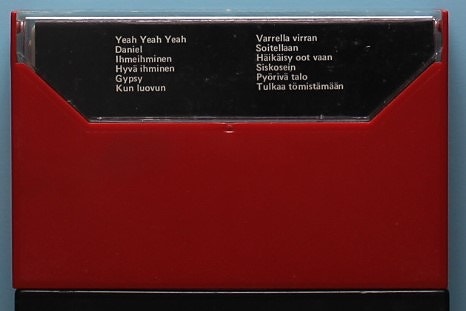 Yeah Yeah Yeah
Daniel
Ihmeihminen
Hyvä ihminen
Gypsy
Kun luovun
Varrella virran
Soitellaan
Häikäisy oot vaan
Siskosein
Pyörivä talo
Tulkaa tömistämään